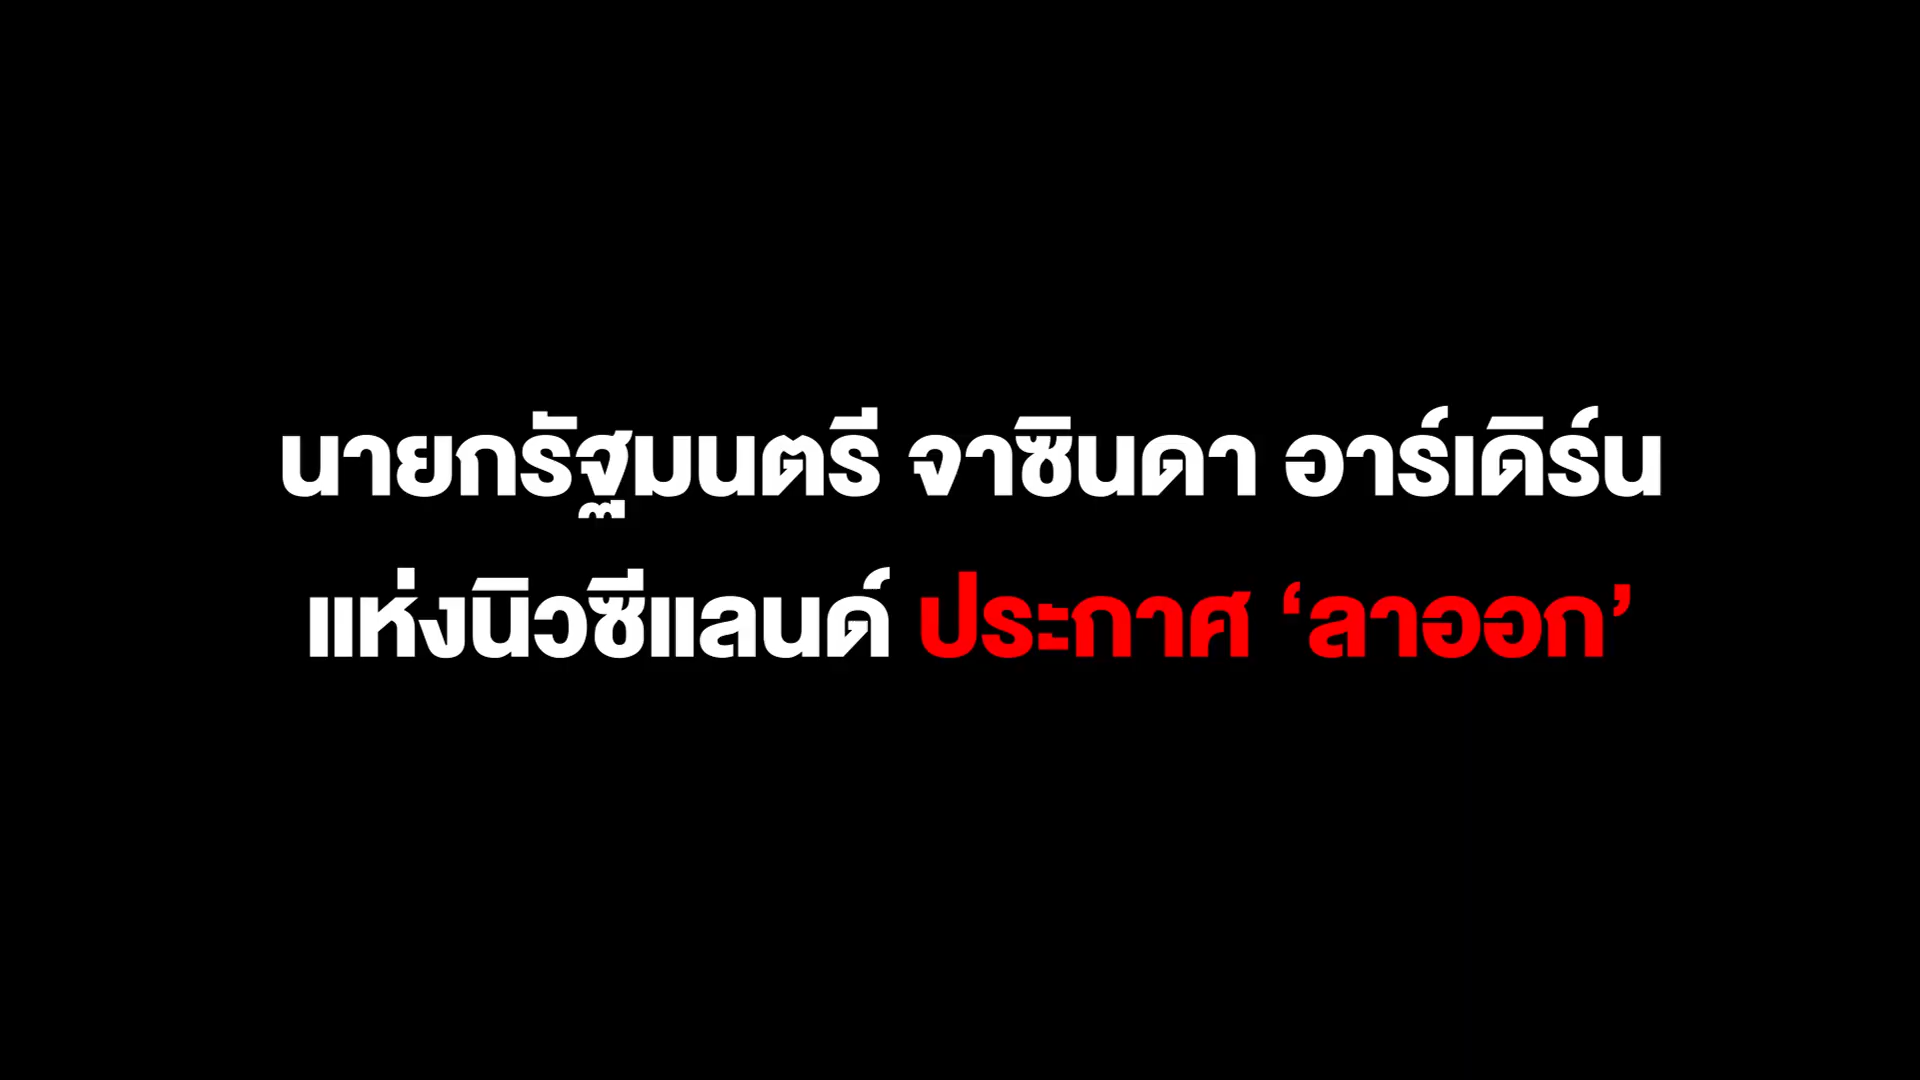 นายกรัฐมนตรี จาซินดา อาร์เดิร์น
แห่งนิวซีแลนด์ ประกาศ ‘ลาออก’